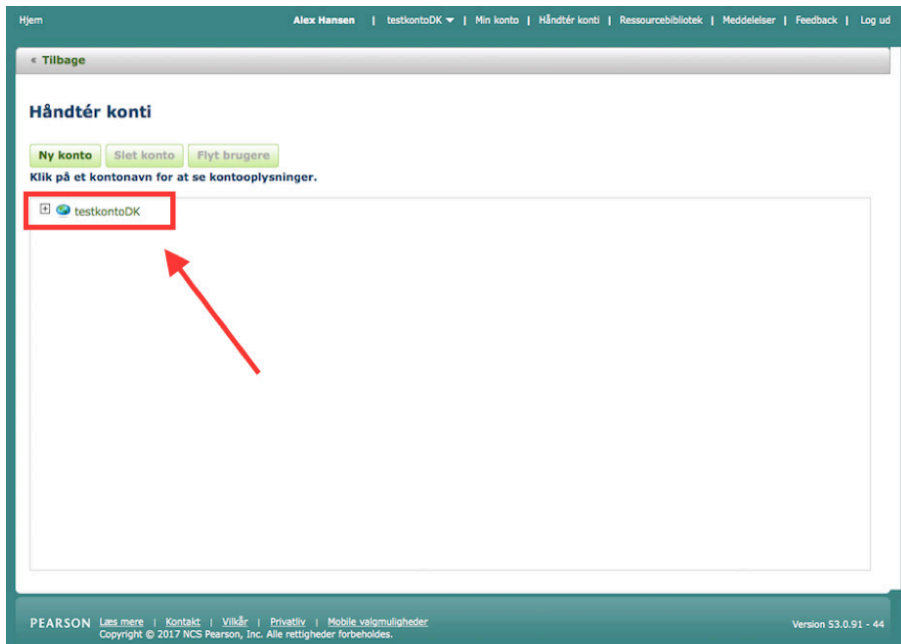 Hjem Alex Hansen | testkontoDK ▼ | Min konto | Håndtér konti | Ressourcebibliotek | Meddelelser | Feedback | Log ud
« Tilbage
Håndtér konti
Ny konto Slet konto Flyt brugere
Klik på et kontonavn for at se kontooplysninger.
testkontoDK
PEARSON Læs mere | Kontakt | Vilkår | Privatliv | Mobile valgmuligheder
Copyright © 2017 NCS Pearson, Inc. Alle rettigheder forbeholdes.
Version 53.0.91 - 44